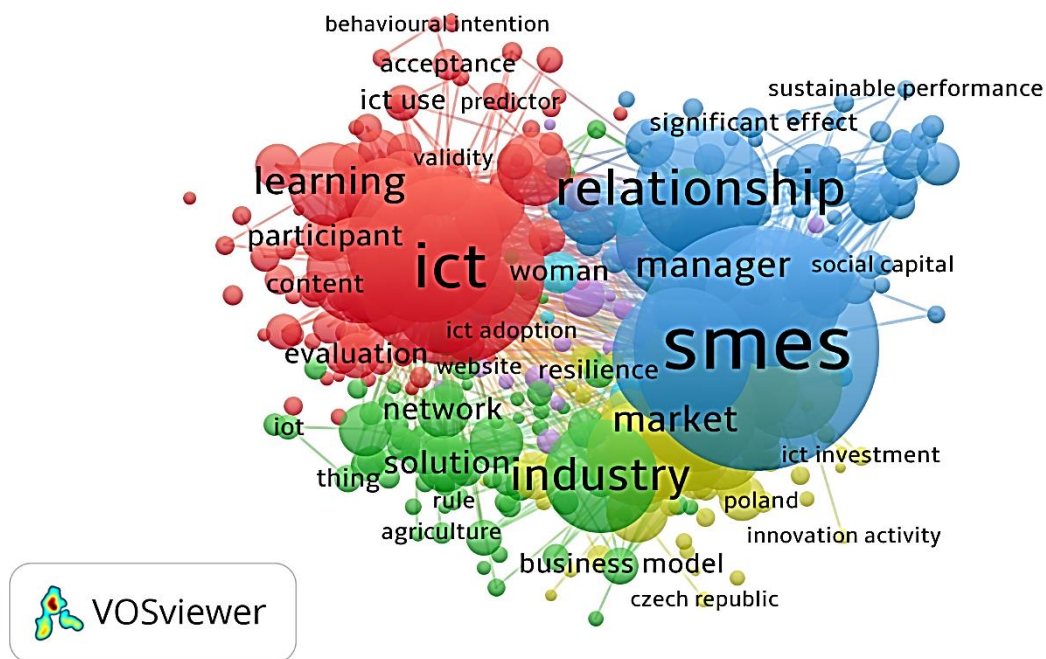 behavioural intention
acceptance
sustainable performance
ict use
predictor
significant effect
validity
learning
relationship
participant
ict
woman
manager
social capital
content
ict adoption
smes
evaluation
website
resilience
network
market
iot
solution
industry
ict investment
thing
rule
poland
agriculture
innovation activity
business model
czech republic
VOSviewer